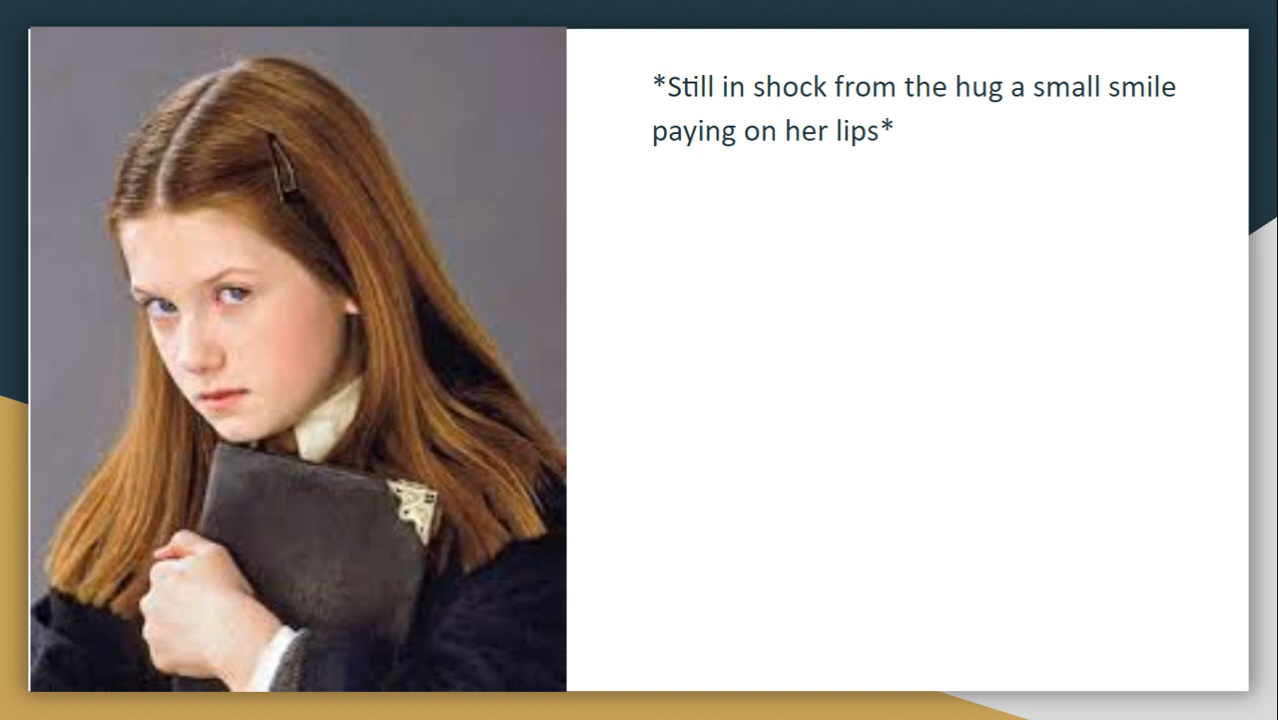 *Still in shock from the hug a small smile
paying on her lips*